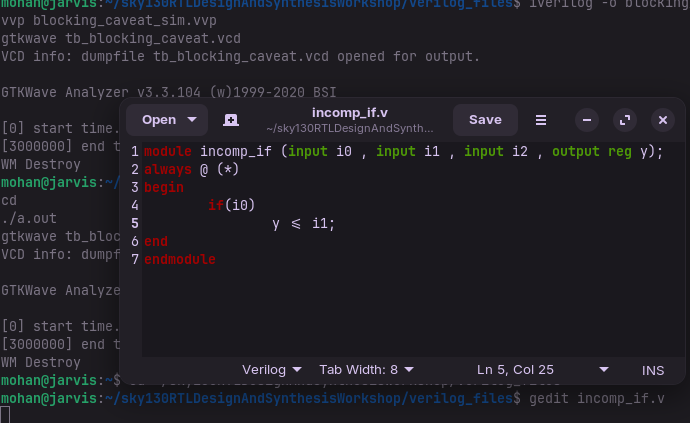 mohan@jarvis:~/sky130RTLDesignAndSynthesisWorkshop/verilog_files$ iverilog -o blocking
vvp blocking_caveat_sim.vvp
gtkwave tb_blocking_caveat.vcd
VCD info: dumpfile tb_blocking_caveat.vcd opened for output.
GTKWave Analyzer v3.3.104 (w)1999-2020 BSI
[0] start time.
[3000000] end t
WM Destroy
mohan@jarvis:~/
cd
./a.out
gtkwave tb_bloc
VCD info: dumpf
GTKWave Analyze
[0] start time.
[3000000] end t
WM Destroy
Open
incomp_if.v
~/sky130RTLDesignAndSynth...
Save
1 module incomp_if (input i0 , input i1 , input i2 , output reg y);
2 always @ (*)
3 begin
4 if(i0)
5 y <= i1;
6 end
7 endmodule
Verilog Tab Width: 8 Ln 5, Col 25 INS
mohan@jarvis:~$ cd ~/sky130RTLDesignAndSynthesisWorkshop/verilog_files
mohan@jarvis:~/sky130RTLDesignAndSynthesisWorkshop/verilog_files$ gedit incomp_if.v